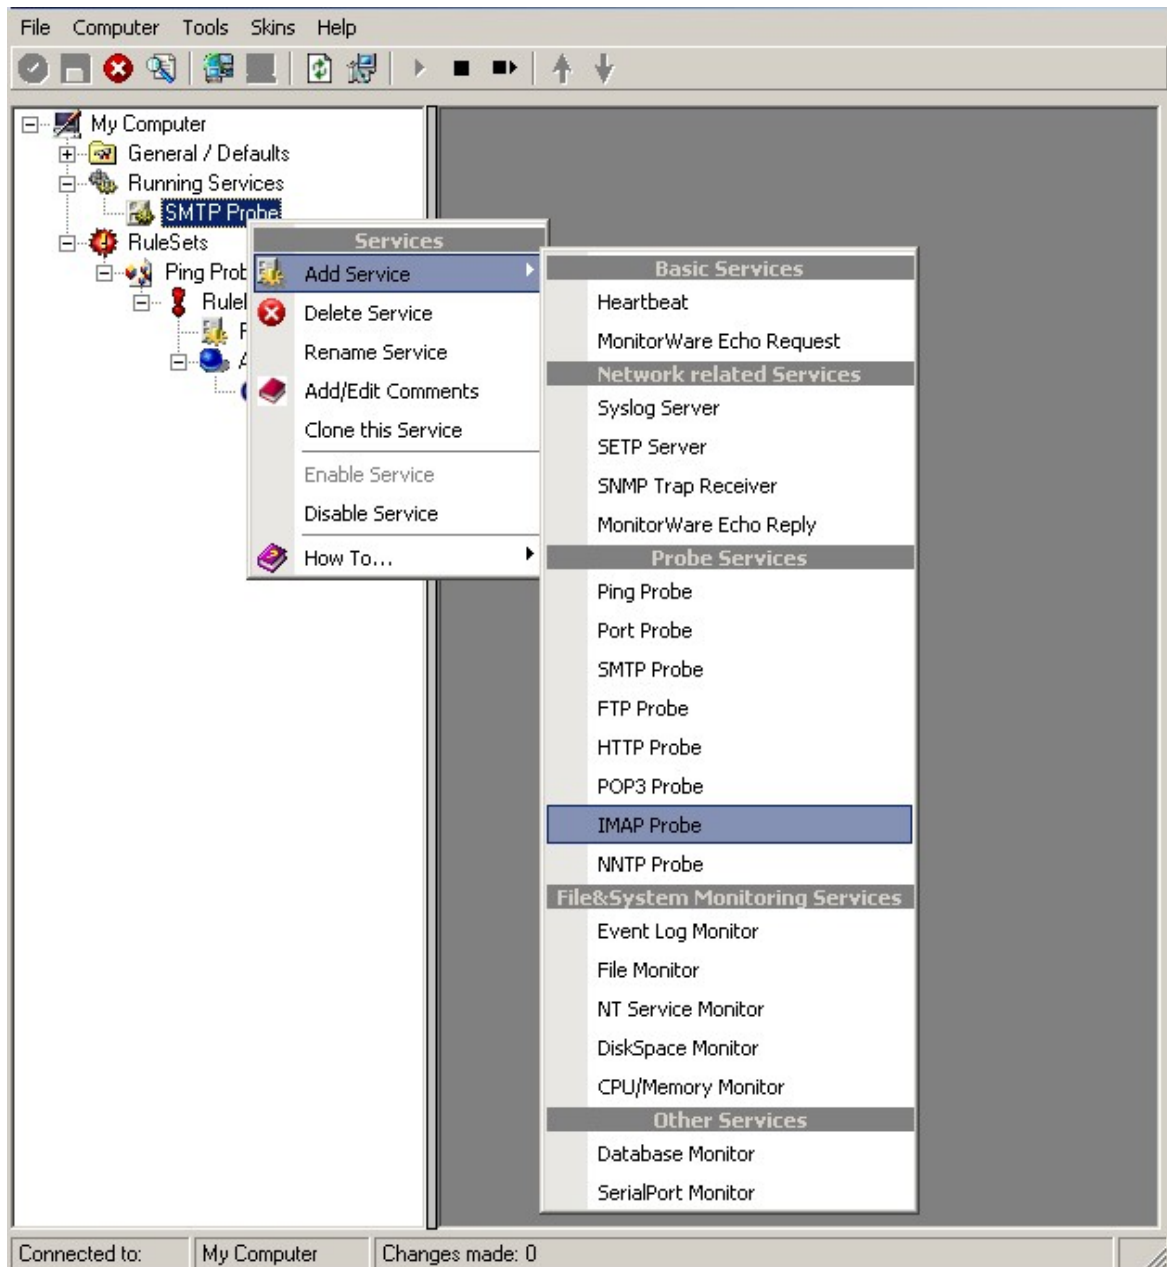 File Computer Tools Skins Help
My Computer
General / Defaults
Running Services
SMTP Probe
RuleSets
Ping Prob
Rule
Services
Add Service
Delete Service
Rename Service
Add/Edit Comments
Clone this Service
Enable Service
Disable Service
How To...
Basic Services
Heartbeat
MonitorWare Echo Request
Network related Services
Syslog Server
SETP Server
SNMP Trap Receiver
MonitorWare Echo Reply
Probe Services
Ping Probe
Port Probe
SMTP Probe
FTP Probe
HTTP Probe
POP3 Probe
IMAP Probe
NNTP Probe
File&System Monitoring Services
Event Log Monitor
File Monitor
NT Service Monitor
DiskSpace Monitor
CPU/Memory Monitor
Other Services
Database Monitor
SerialPort Monitor
Connected to: My Computer Changes made: 0